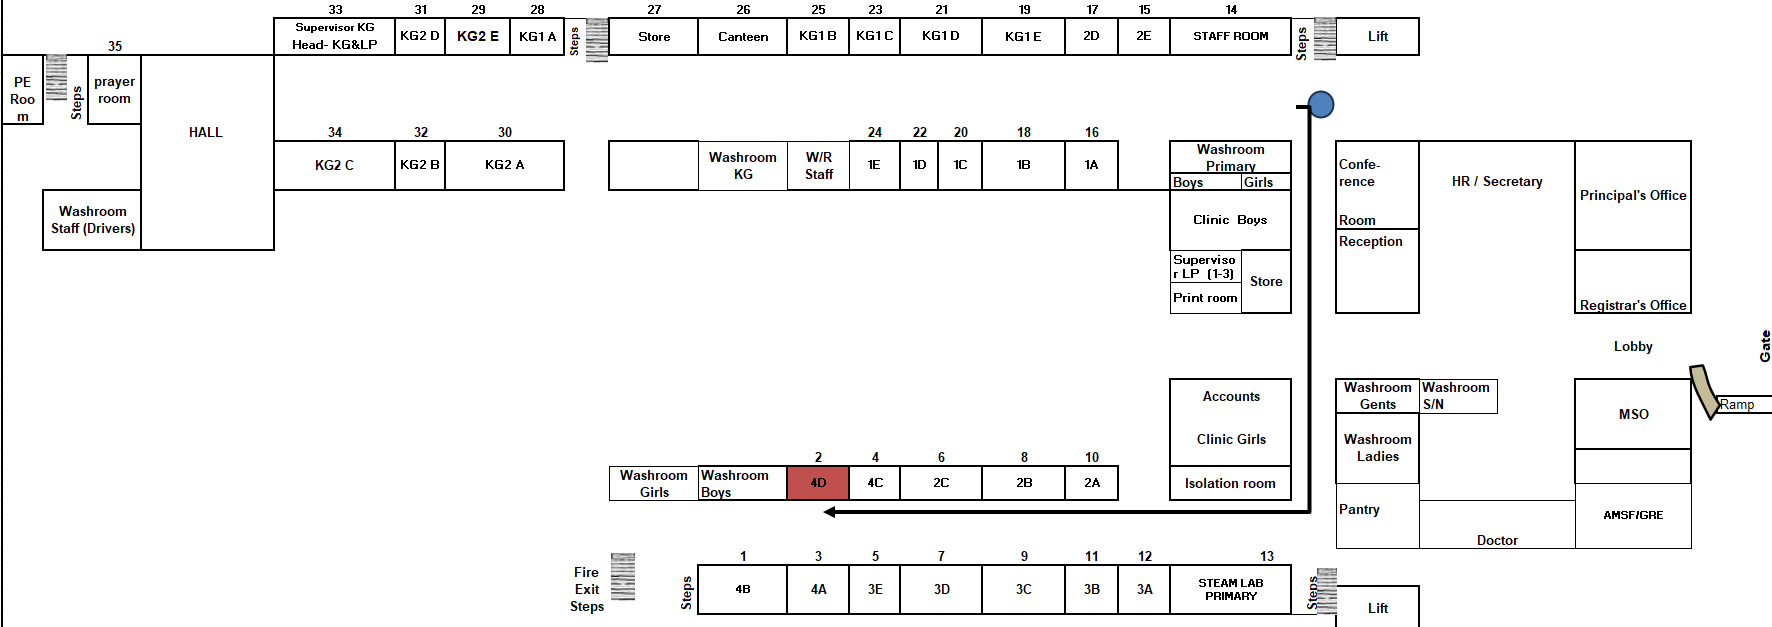 33 31 29 28 27 26 25 23 21 19 17 15 14
Supervisor KG
Head- KG&LP
KG2 D
KG2 E
KG1 A
Steps
Store
Canteen
KG1 B
KG1 C
KG1 D
KG1 E
2D
2E
STAFF ROOM
Steps
Lift
35
PE
Roo
m
Steps
prayer
room
HALL
34 32 30 24 22 20 18 16
KG2 C
KG2 B
KG2 A
Washroom
KG
W/R
Staff
1E
1D
1C
1B
1A
Washroom
Primary
Boys Girls
Clinic Boys
Superviso
r LP (1-3)
Print room
Store
Washroom
Staff (Drivers)
Confe-
rence
Room
Reception
HR / Secretary
Principal's Office
Registrar's Office
Lobby
Gate
Ramp
Accounts
Clinic Girls
Isolation room
Washroom
Gents
Washroom
S/N
Washroom
Ladies
MSO
Pantry
Doctor
AMSF/GRE
2 4 6 8 10
Washroom
Girls
Washroom
Boys
4D
4C
2C
2B
2A
1 3 5 7 9 11 12 13
Fire
Exit
Steps
Steps
4B
4A
3E
3D
3C
3B
3A
STEAM LAB
PRIMARY
Steps
Lift